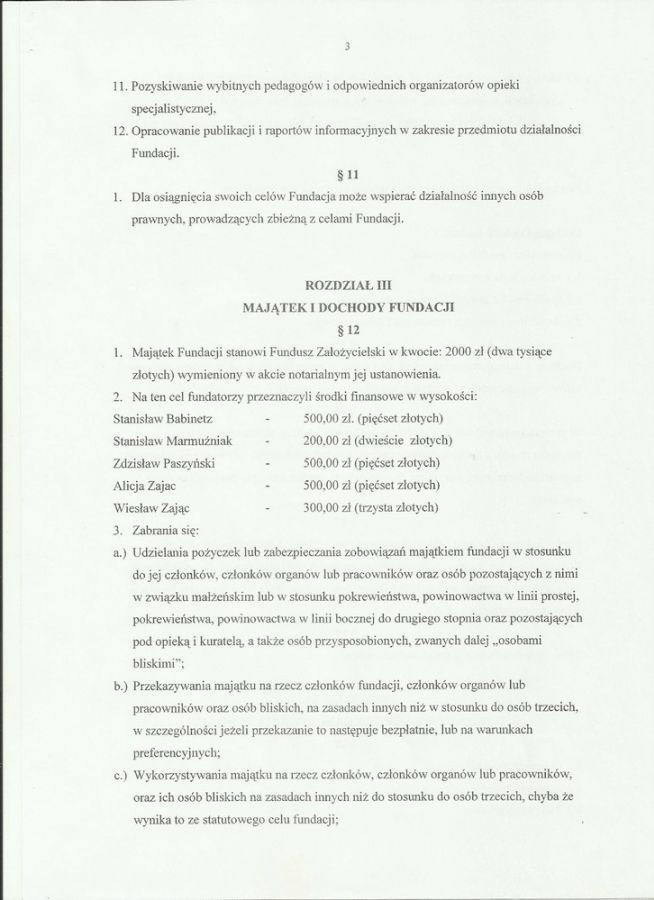 3
11. Pozyskiwanie wybitnych pedagogów i odpowiednich organizatorów opieki
specjalistycznej,
12. Opracowanie publikacji i raportów informacyjnych w zakresie przedmiotu działalności
Fundacji.
§ 11
1. Dla osiągnięcia swoich celów Fundacja może wspierać działalność innych osób
prawnych, prowadzących zbieżną z celami Fundacji.
ROZDZIAŁ III
MAJĄTEK I DOCHODY FUNDACJI
§ 12
1. Majątek Fundacji stanowi Fundusz Założycielski w kwocie: 2000 zł (dwa tysiące
złotych) wymieniony w akcie notarialnym jej ustanowienia.
2. Na ten cel fundatorzy przeznaczyli środki finansowe w wysokości:
Stanisław Babinetz - 500,00 zł. (pięćset złotych)
Stanisław Marmuźniak - 200,00 zł (dwieście złotych)
Zdzisław Paszyński - 500,00 zł (pięćset złotych)
Alicja Zajac - 500,00 zł (pięćset złotych)
Wiesław Zając - 300,00 zł (trzysta złotych)
3. Zabrania się:
a.) Udzielania pożyczek lub zabezpieczania zobowiązań majątkiem fundacji w stosunku
do jej członków, członków organów lub pracowników oraz osób pozostających z nimi
w związku małżeńskim lub w stosunku pokrewieństwa, powinowactwa w linii prostej,
pokrewieństwa, powinowactwa w linii bocznej do drugiego stopnia oraz pozostających
pod opieką i kuratelą, a także osób przysposobionych, zwanych dalej „osobami
bliskimi”;
b.) Przekazywania majątku na rzecz członków fundacji, członków organów lub
pracowników oraz osób bliskich, na zasadach innych niż w stosunku do osób trzecich,
w szczególności jeżeli przekazanie to następuje bezpłatnie, lub na warunkach
preferencyjnych;
c.) Wykorzystywania majątku na rzecz członków, członków organów lub pracowników,
oraz ich osób bliskich na zasadach innych niż do stosunku do osób trzecich, chyba że
wynika to ze statutowego celu fundacji;